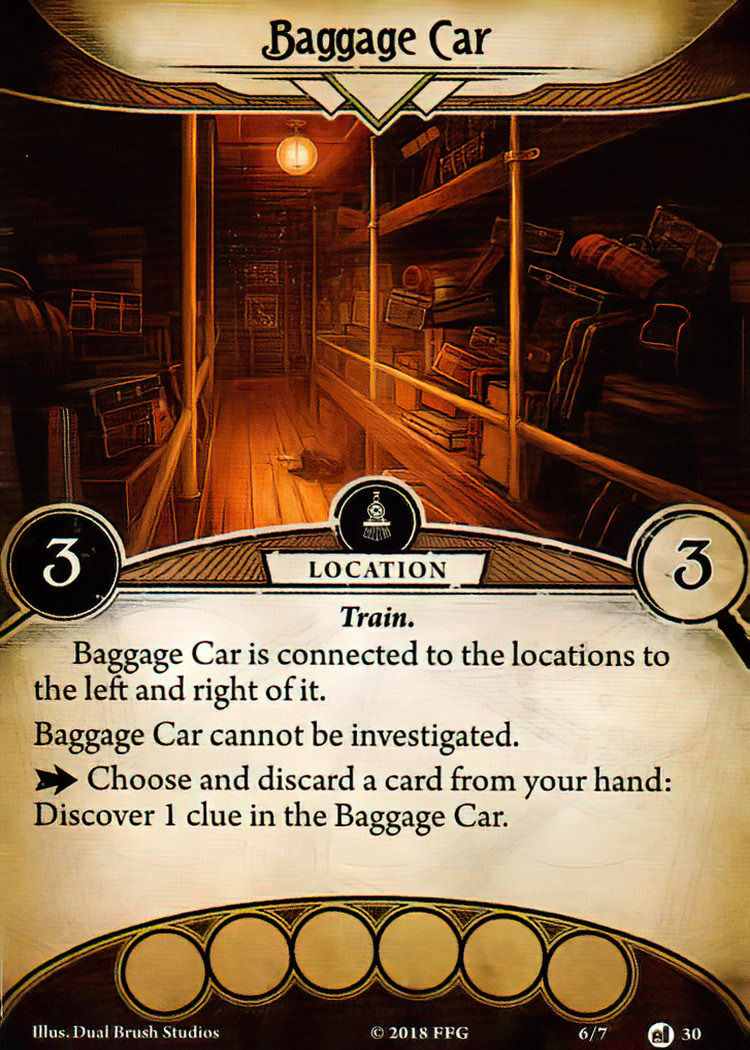 Baggage Car
3
3
LOCATION
Train.
Baggage Car is connected to the locations to
the left and right of it.
Baggage Car cannot be investigated.
Choose and discard a card from your hand:
Discover 1 clue in the Baggage Car.
Illus. Dual Brush Studios © 2018 FFG 6/7 30